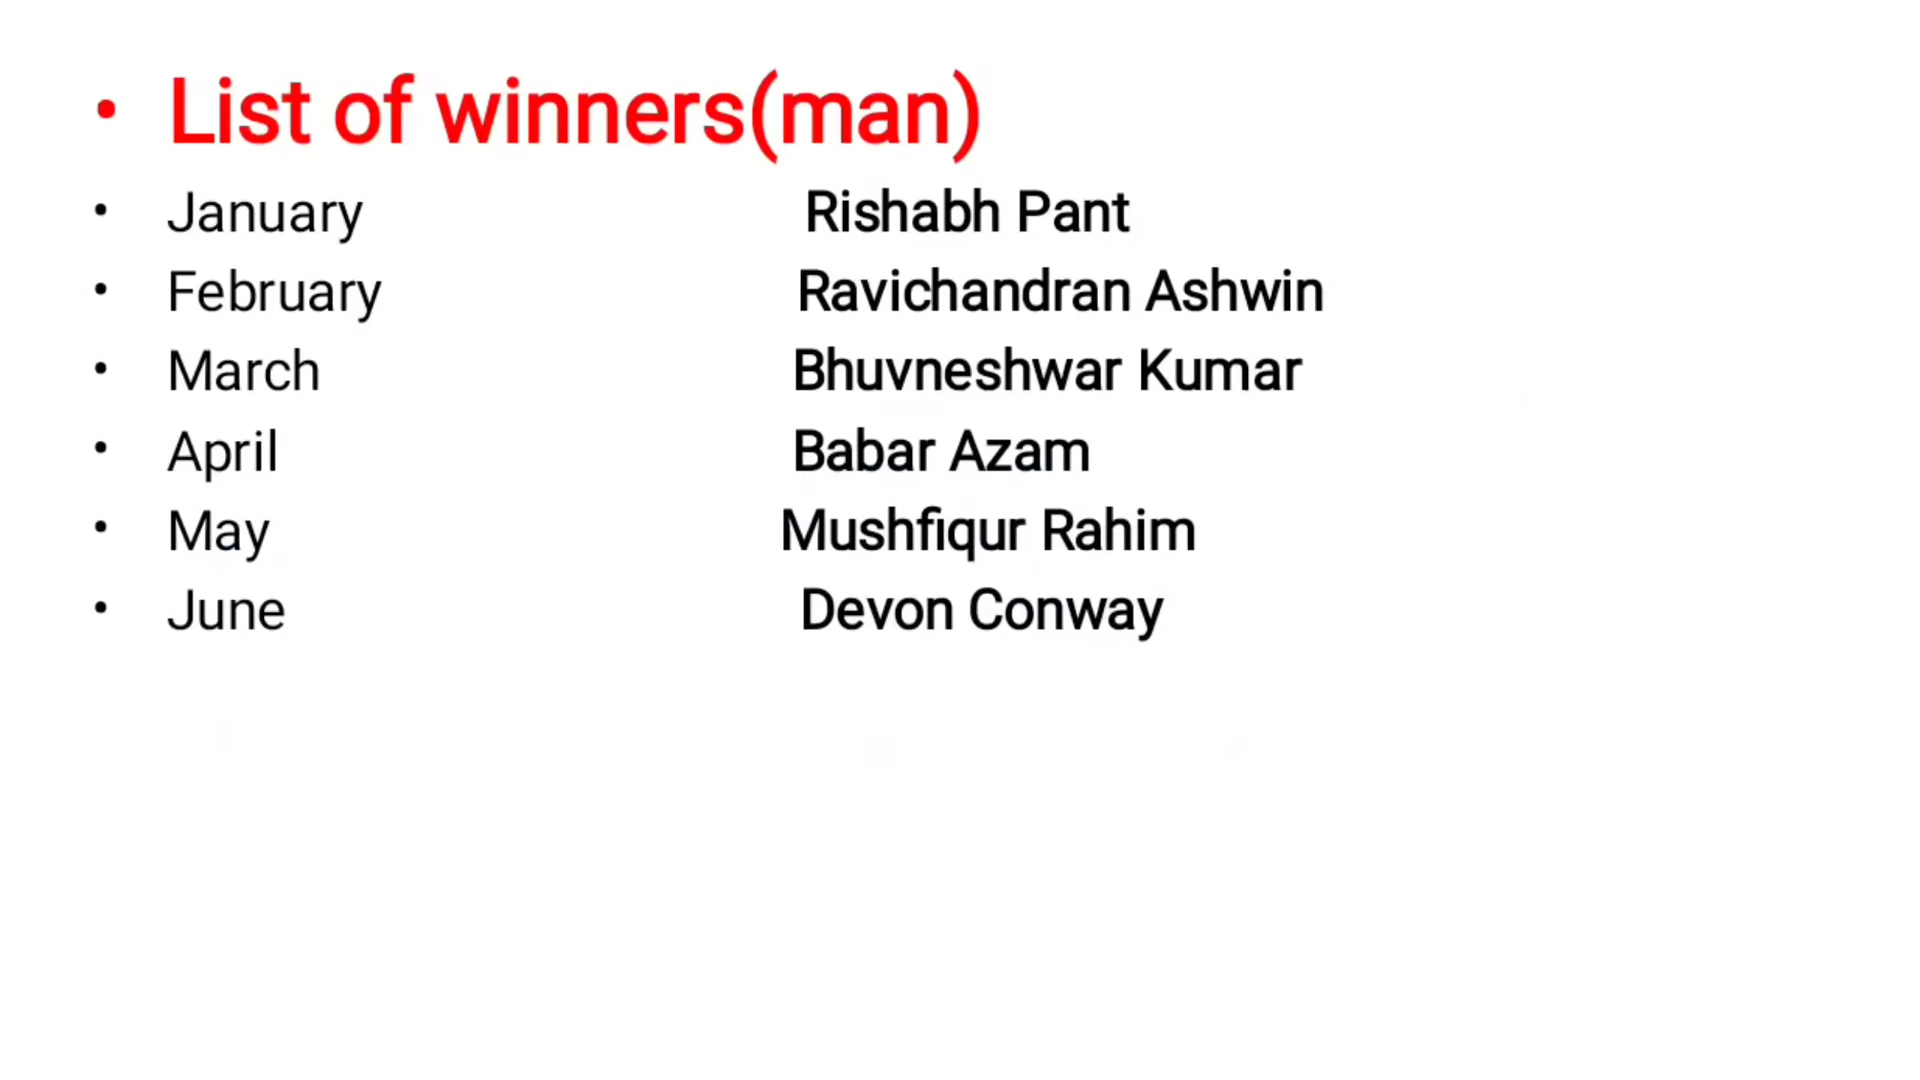 • List of winners(man)
• January Rishabh Pant
• February Ravichandran Ashwin
• March Bhuvneshwar Kumar
• April Babar Azam
• May Mushfiqur Rahim
• June Devon Conway